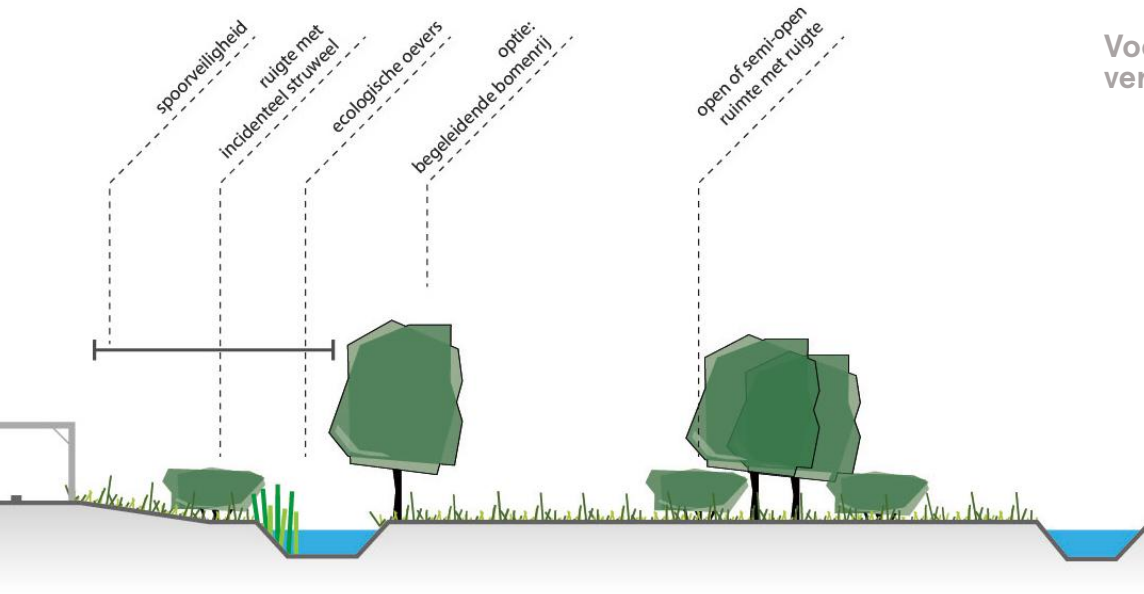 spoorveiligheid
ruigte met
incidenteel struweel
ecologische oevers
optie:
begeleidende bomenrij
open of semi-open
ruimte met ruigte